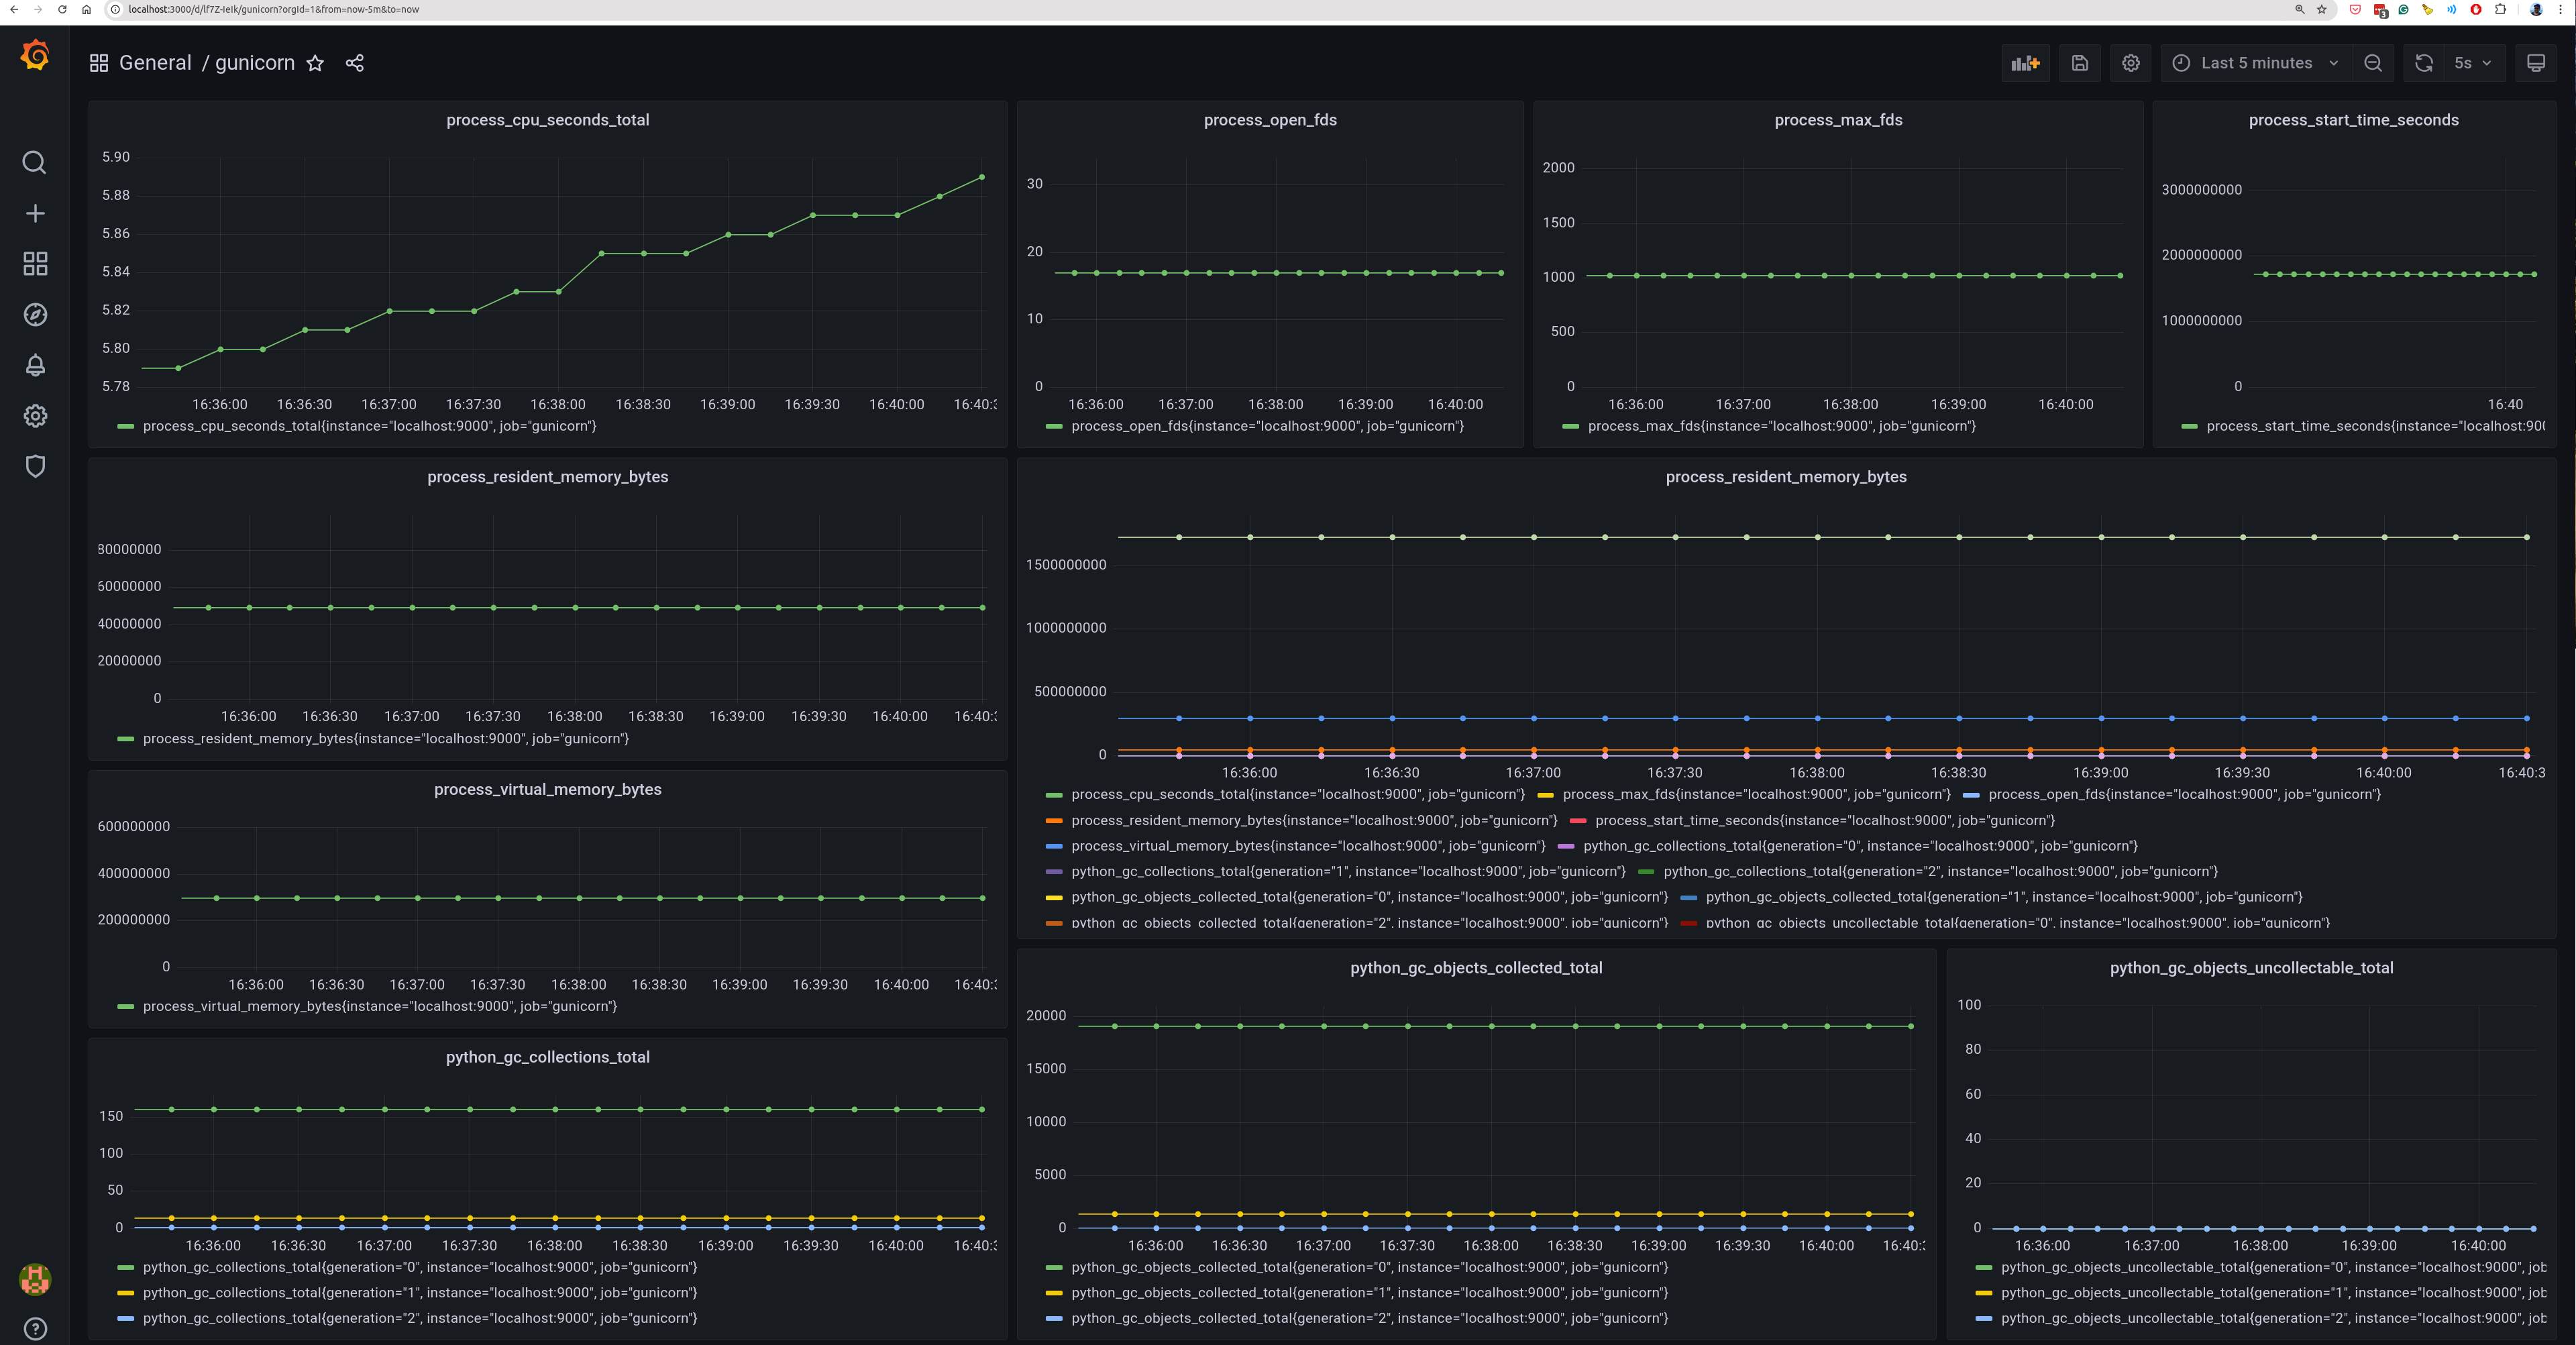 localhost:3000/d/lf7Z-IeIk/gunicorn?orgId=1&from=now-5m&to=now
3
General / gunicorn
Last 5 minutes
5s
process_cpu_seconds_total
5.90
5.88
5.86
5.84
5.82
5.80
5.78
16:36:00 16:36:30 16:37:00 16:37:30 16:38:00 16:38:30 16:39:00 16:39:30 16:40:00 16:40:3
process_cpu_seconds_total{instance="localhost:9000", job="gunicorn"}
process_open_fds
30
20
10
0
16:36:00 16:37:00 16:38:00 16:39:00 16:40:00
process_open_fds{instance="localhost:9000", job="gunicorn"}
process_max_fds
2000
1500
1000
500
0
16:36:00 16:37:00 16:38:00 16:39:00 16:40:00
process_max_fds{instance="localhost:9000", job="gunicorn"}
process_start_time_seconds
3000000000
2000000000
1000000000
0
16:40
process_start_time_seconds{instance="localhost:900
process_resident_memory_bytes
80000000
60000000
40000000
20000000
0
16:36:00 16:36:30 16:37:00 16:37:30 16:38:00 16:38:30 16:39:00 16:39:30 16:40:00 16:40:3
process_resident_memory_bytes{instance="localhost:9000", job="gunicorn"}
process_resident_memory_bytes
1500000000
1000000000
500000000
0
16:36:00 16:36:30 16:37:00 16:37:30 16:38:00 16:38:30 16:39:00 16:39:30 16:40:00 16:40:3
process_cpu_seconds_total{instance="localhost:9000", job="gunicorn"} process_max_fds{instance="localhost:9000", job="gunicorn"} process_open_fds{instance="localhost:9000", job="gunicorn"}
process_resident_memory_bytes{instance="localhost:9000", job="gunicorn"} process_start_time_seconds{instance="localhost:9000", job="gunicorn"}
process_virtual_memory_bytes{instance="localhost:9000", job="gunicorn"} python_gc_collections_total{generation="0", instance="localhost:9000", job="gunicorn"}
python_gc_collections_total{generation="1", instance="localhost:9000", job="gunicorn"} python_gc_collections_total{generation="2", instance="localhost:9000", job="gunicorn"}
python_gc_objects_collected_total{generation="0", instance="localhost:9000", job="gunicorn"} python_gc_objects_collected_total{generation="1", instance="localhost:9000", job="gunicorn"}
python_gc_objects_collected_total{generation="2", instance="localhost:9000", job="gunicorn"} python_gc_objects_uncollectable_total{generation="0", instance="localhost:9000", job="gunicorn"}
process_virtual_memory_bytes
600000000
400000000
200000000
0
16:36:00 16:36:30 16:37:00 16:37:30 16:38:00 16:38:30 16:39:00 16:39:30 16:40:00 16:40:3
process_virtual_memory_bytes{instance="localhost:9000", job="gunicorn"}
python_gc_collections_total
150
100
50
0
16:36:00 16:36:30 16:37:00 16:37:30 16:38:00 16:38:30 16:39:00 16:39:30 16:40:00 16:40:3
python_gc_collections_total{generation="0", instance="localhost:9000", job="gunicorn"}
python_gc_collections_total{generation="1", instance="localhost:9000", job="gunicorn"}
python_gc_collections_total{generation="2", instance="localhost:9000", job="gunicorn"}
python_gc_objects_collected_total
20000
15000
10000
5000
0
16:36:00 16:36:30 16:37:00 16:37:30 16:38:00 16:38:30 16:39:00 16:39:30 16:40:00 16:40:3
python_gc_objects_collected_total{generation="0", instance="localhost:9000", job="gunicorn"}
python_gc_objects_collected_total{generation="1", instance="localhost:9000", job="gunicorn"}
python_gc_objects_collected_total{generation="2", instance="localhost:9000", job="gunicorn"}
python_gc_objects_uncollectable_total
100
80
60
40
20
0
16:36:00 16:37:00 16:38:00 16:39:00 16:40:00
python_gc_objects_uncollectable_total{generation="0", instance="localhost:9000", job
python_gc_objects_uncollectable_total{generation="1", instance="localhost:9000", job
python_gc_objects_uncollectable_total{generation="2", instance="localhost:9000", job